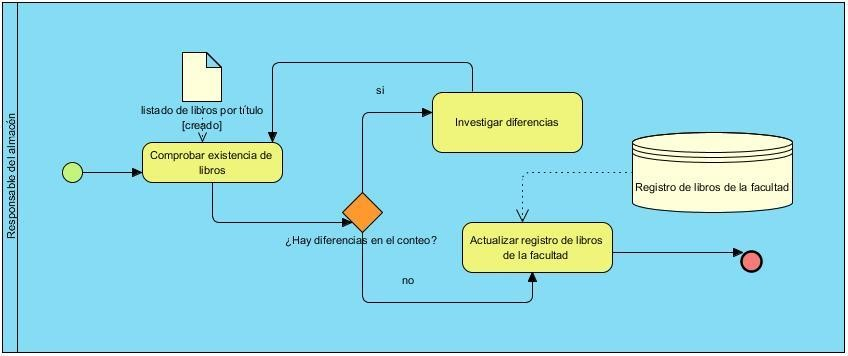 Responsable del almacén
listado de libros por título
[creado]
Comprobar existencia de
libros
si
Investigar diferencias
¿Hay diferencias en el conteo?
no
Registro de libros de la facultad
Actualizar registro de libros
de la facultad